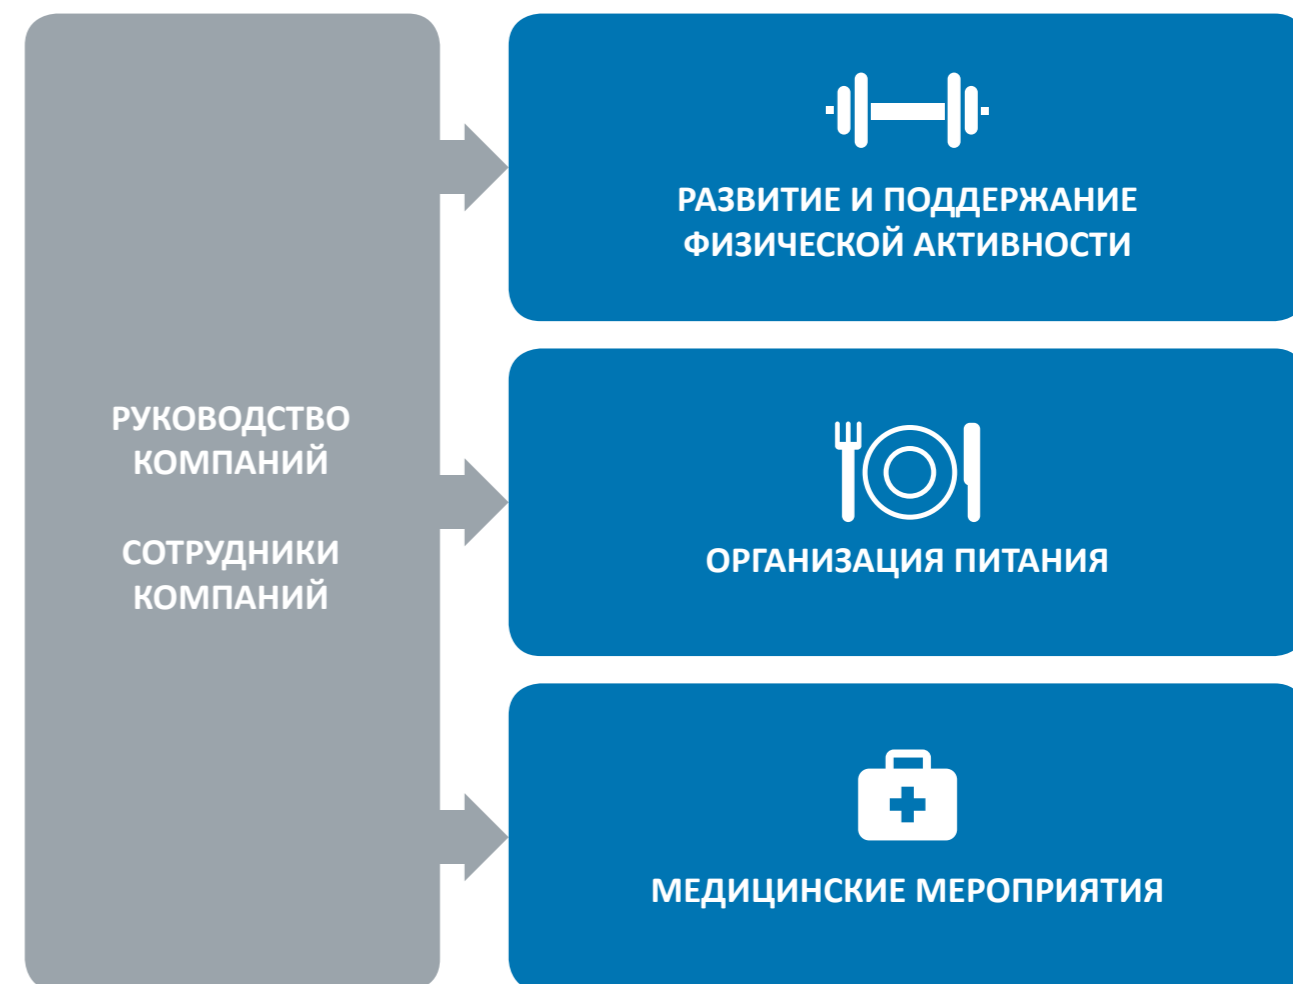 РУКОВОДСТВО
КОМПАНИЙ
СОТРУДНИКИ
КОМПАНИЙ
РАЗВИТИЕ И ПОДДЕРЖАНИЕ
ФИЗИЧЕСКОЙ АКТИВНОСТИ
ОРГАНИЗАЦИЯ ПИТАНИЯ
МЕДИЦИНСКИЕ МЕРОПРИЯТИЯ